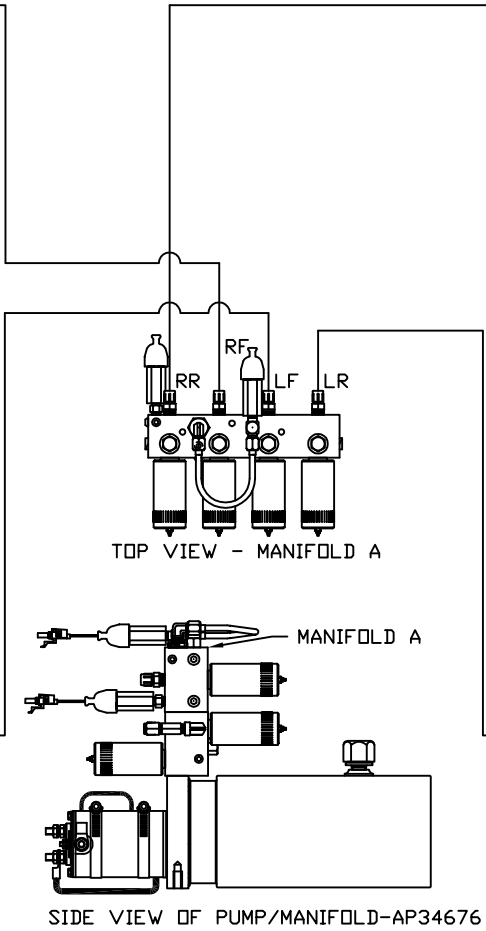 RF
RR
LF
LR
TOP VIEW - MANIFOLD A
MANIFOLD A
SIDE VIEW OF PUMP/MANIFOLD-AP34676